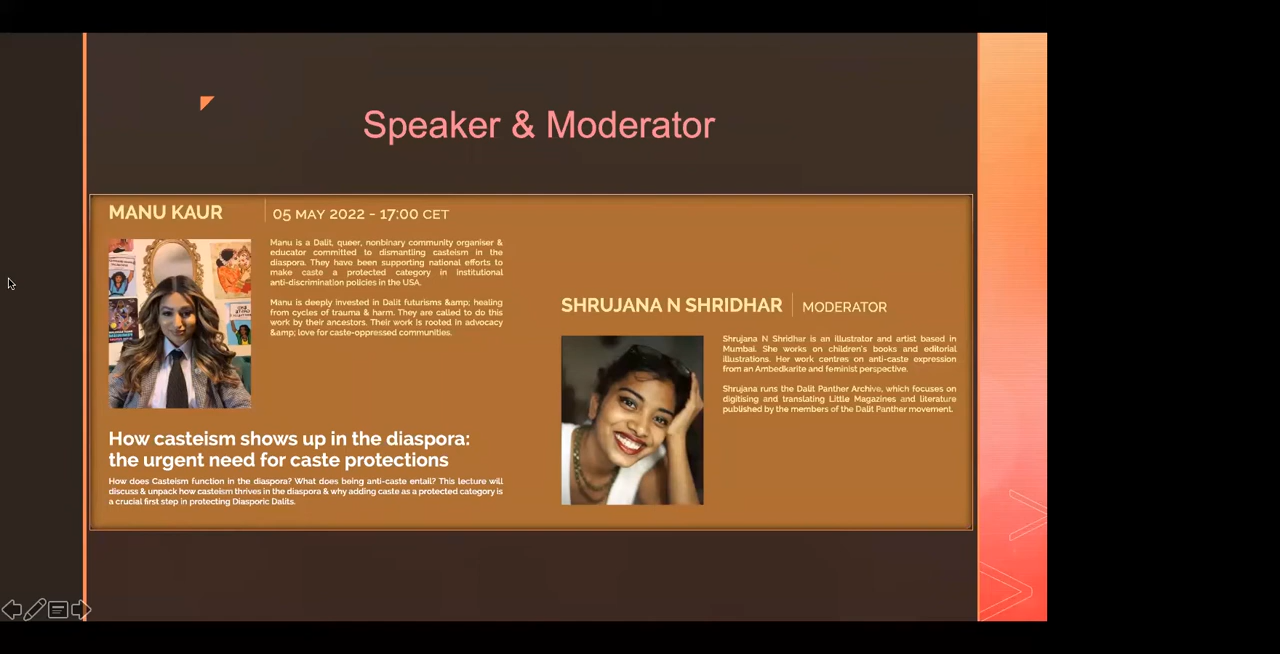 Speaker & Moderator
MANU KAUR
05 MAY 2022 - 17:00 CET
Manu is a Dalit, queer, nonbinary community organiser &
educator committed to dismantling casteism in the
diaspora. They have been supporting national efforts to
make caste a protected category in institutional
anti-discrimination policies in the USA.
Manu is deeply invested in Dalit futurisms &amp; healing
from cycles of trauma & harm. They are called to do this
work by their ancestors. Their work is rooted in advocacy
&amp; love for caste-oppressed communities.
How casteism shows up in the diaspora:
the urgent need for caste protections
How does Casteism function in the diaspora? What does being anti-caste entail? This lecture will
discuss & unpack how casteism thrives in the diaspora & why adding caste as a protected category is
a crucial first step in protecting Diasporic Dalits.
SHRUJANA N SHRIDHAR
MODERATOR
Shrujana N Shridhar is an illustrator and artist based in
Mumbai. She works on children's books and editorial
illustrations. Her work centres on anti-caste expression
from an Ambedkarite and feminist perspective.
Shrujana runs the Dalit Panther Archive, which focuses on
digitising and translating Little Magazines and literature
published by the members of the Dalit Panther movement.